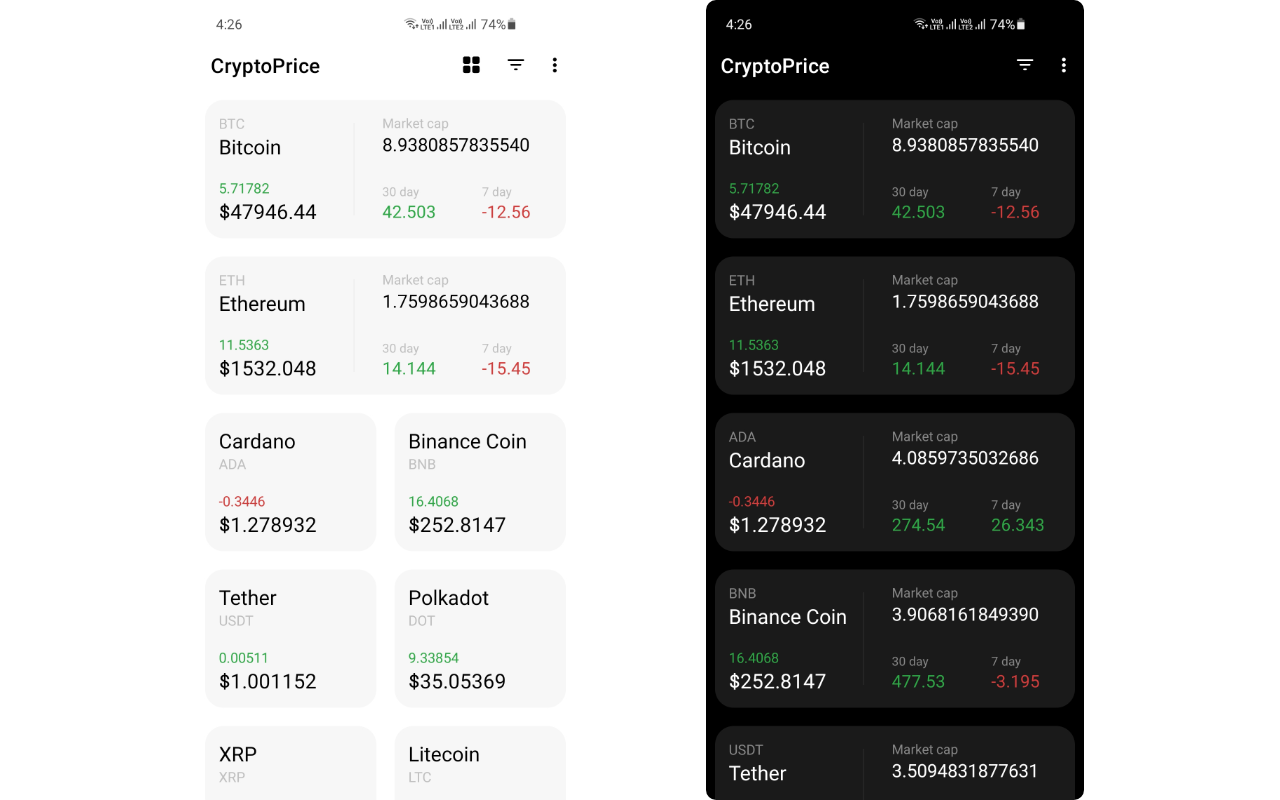 4:26 Vo) LTE1 Vo) LTE2 74%
CryptoPrice
BTC
Bitcoin
5.71782
$47946.44
Market cap
8.9380857835540
30 day 7 day
42.503 -12.56
ETH
Ethereum
11.5363
$1532.048
Market cap
1.7598659043688
30 day 7 day
14.144 -15.45
Cardano
ADA
-0.3446
$1.278932
Binance Coin
BNB
16.4068
$252.8147
Tether
USDT
0.00511
$1.001152
Polkadot
DOT
9.33854
$35.05369
XRP
XRP
Litecoin
LTC
4:26 Vo) LTE1 Vo) LTE2 74%
CryptoPrice
BTC
Bitcoin
5.71782
$47946.44
Market cap
8.9380857835540
30 day 7 day
42.503 -12.56
ETH
Ethereum
11.5363
$1532.048
Market cap
1.7598659043688
30 day 7 day
14.144 -15.45
ADA
Cardano
-0.3446
$1.278932
Market cap
4.0859735032686
30 day 7 day
274.54 26.343
BNB
Binance Coin
16.4068
$252.8147
Market cap
3.9068161849390
30 day 7 day
477.53 -3.195
USDT
Tether
Market cap
3.5094831877631